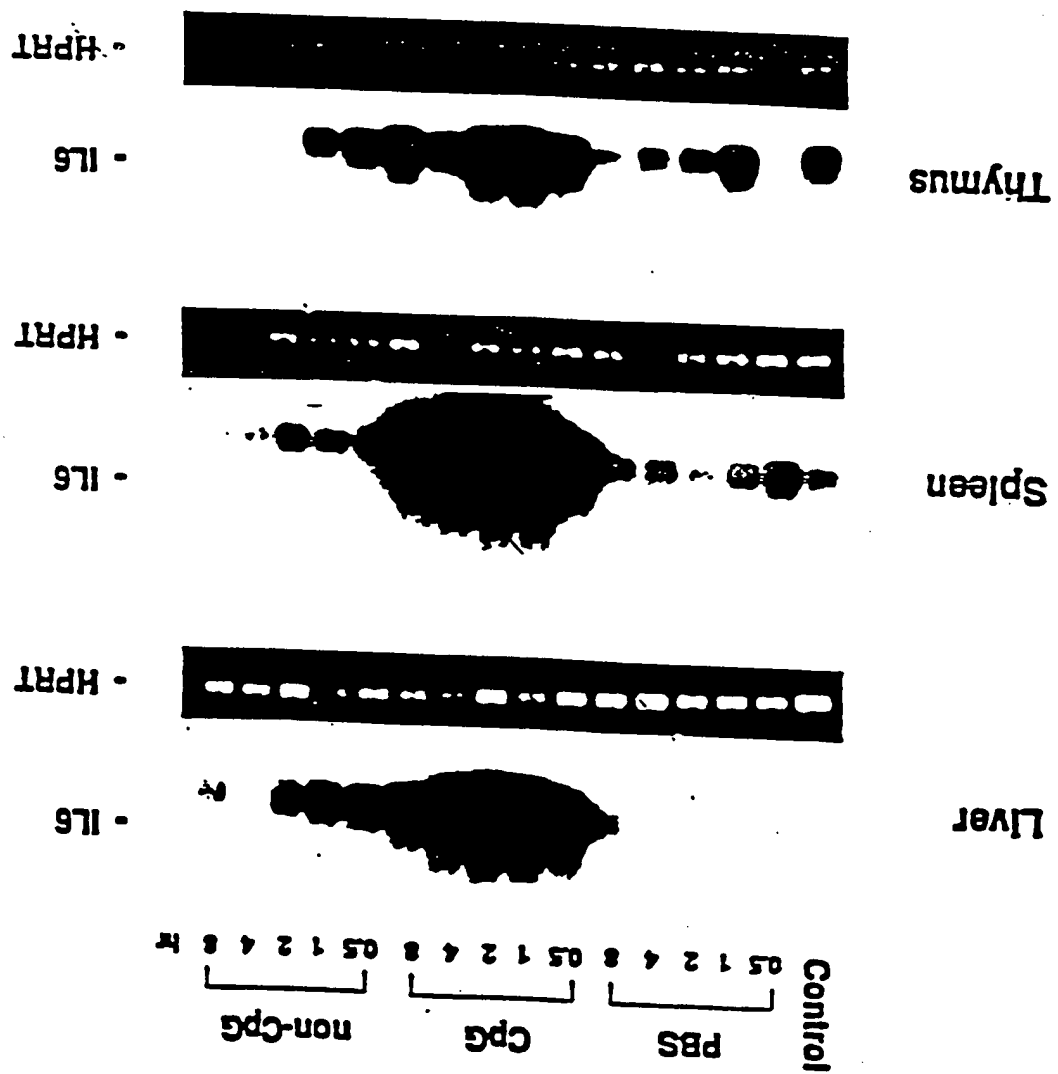 Control PBS CpG non-CpG
0.5 1 2 4 8 0.5 1 2 4 8 0.5 1 2 4 8 hr
Liver
- IL6
- HPRT
Spleen
- IL6
- HPRT
Thymus
- IL6
- HPRT